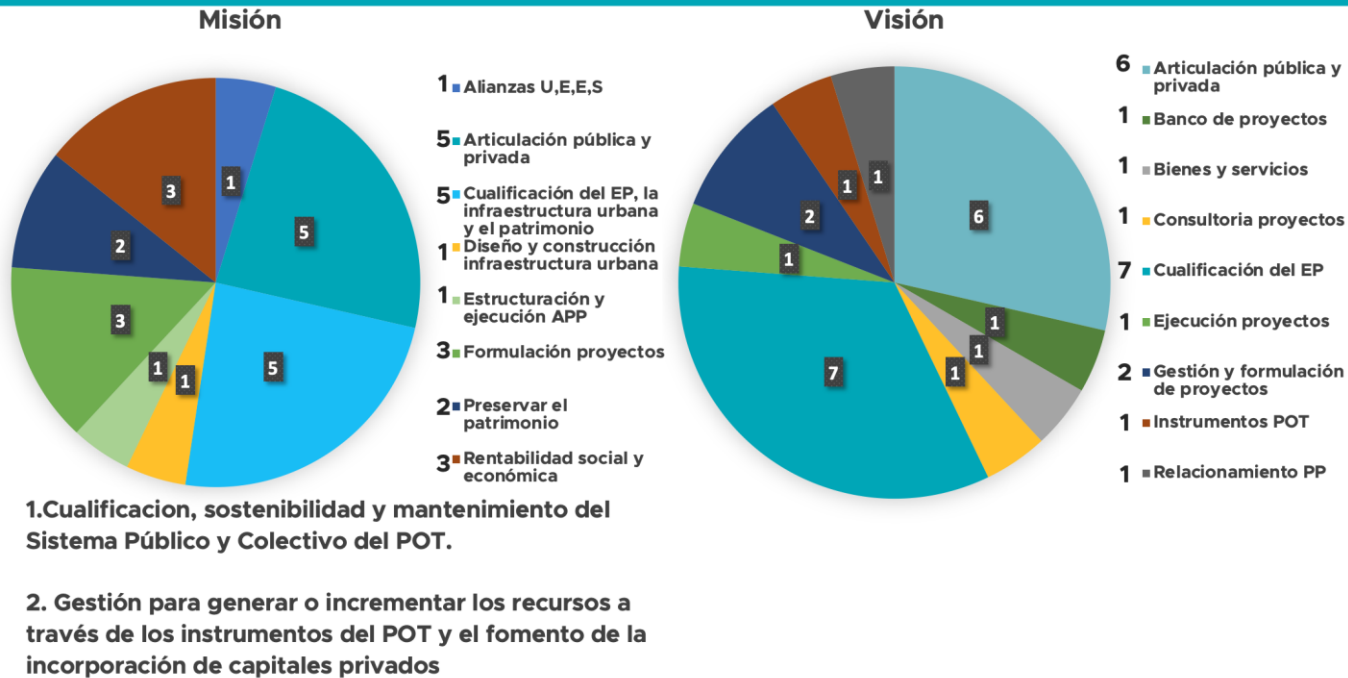 Misión
Visión
1 Alianzas U,E,E,S
5 Articulación pública y
privada
5 Cualificación del EP, la
infraestructura urbana
y el patrimonio
1 Diseño y construcción
infraestructura urbana
1 Estructuración y
ejecución APP
3 Formulación proyectos
2 Preservar el
patrimonio
3 Rentabilidad social y
económica
1
5
5
1
1
3
2
3
6 Articulación pública y
privada
1 Banco de proyectos
1 Bienes y servicios
1 Consultoria proyectos
7 Cualificación del EP
1 Ejecución proyectos
2 Gestión y formulación
de proyectos
1 Instrumentos POT
1 Relacionamiento PP
6
1
1
1
7
1
2
1
1
1.Cualificacion, sostenibilidad y mantenimiento del
Sistema Público y Colectivo del POT.
2. Gestión para generar o incrementar los recursos a
través de los instrumentos del POT y el fomento de la
incorporación de capitales privados